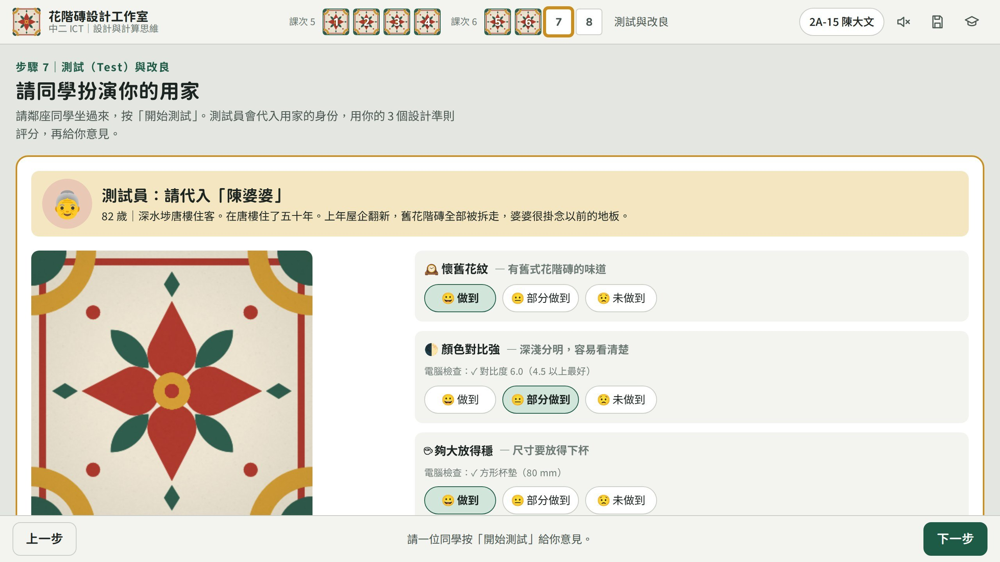 花階磚設計工作室
中二 ICT｜設計與計算思維
課次 5
1
2
3
4
課次 6
5
6
7
8
測試與改良
2A-15 陳大文
步驟 7｜測試（Test）與改良
請同學扮演你的用家
請鄰座同學坐過來，按「開始測試」。測試員會代入用家的身份，用你的 3 個設計準則
評分，再給你意見。
測試員：請代入「陳婆婆」
82 歲｜深水埗唐樓住客。在唐樓住了五十年。上年屋企翻新，舊花階磚全部被拆走，婆婆很掛念以前的地板。
懷舊花紋 — 有舊式花階磚的味道
做到
部分做到
未做到
顏色對比強 — 深淺分明，容易看清楚
電腦檢查：✓ 對比度 6.0（4.5 以上最好）
做到
部分做到
未做到
夠大放得穩 — 尺寸要放得下杯
電腦檢查：✓ 方形杯墊（80 mm）
做到
部分做到
未做到
上一步
請一位同學按「開始測試」給你意見。
下一步